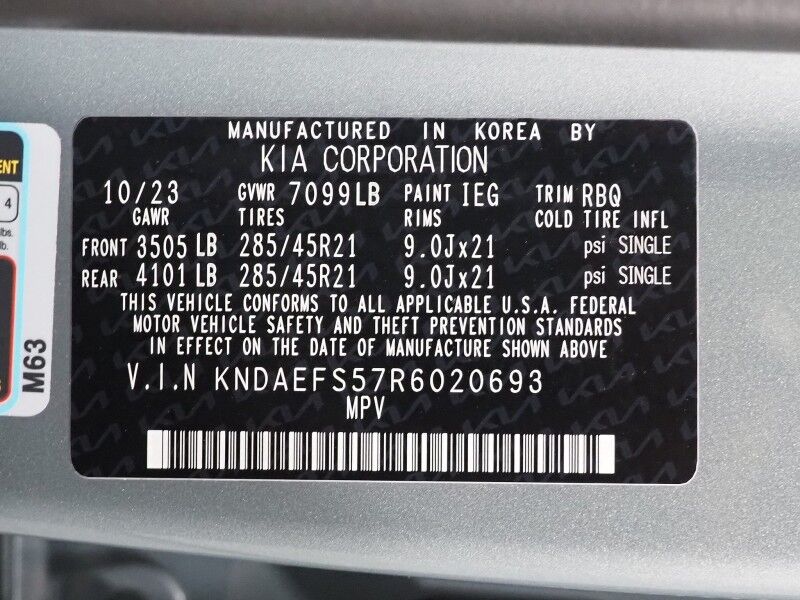 MANUFACTURED IN KOREA BY
KIA CORPORATION
10/23 GVWR 7099LB PAINT IEG TRIM RBQ
GAWR TIRES RIMS COLD TIRE INFL
FRONT 3505 LB 285/45R21 9.0Jx21 psi SINGLE
REAR 4101 LB 285/45R21 9.0Jx21 psi SINGLE
THIS VEHICLE CONFORMS TO ALL APPLICABLE U.S.A. FEDERAL
MOTOR VEHICLE SAFETY AND THEFT PREVENTION STANDARDS
IN EFFECT ON THE DATE OF MANUFACTURE SHOWN ABOVE
V.I.N KNDAEFS57R6020693
MPV
4
lbs.
lb.
M63